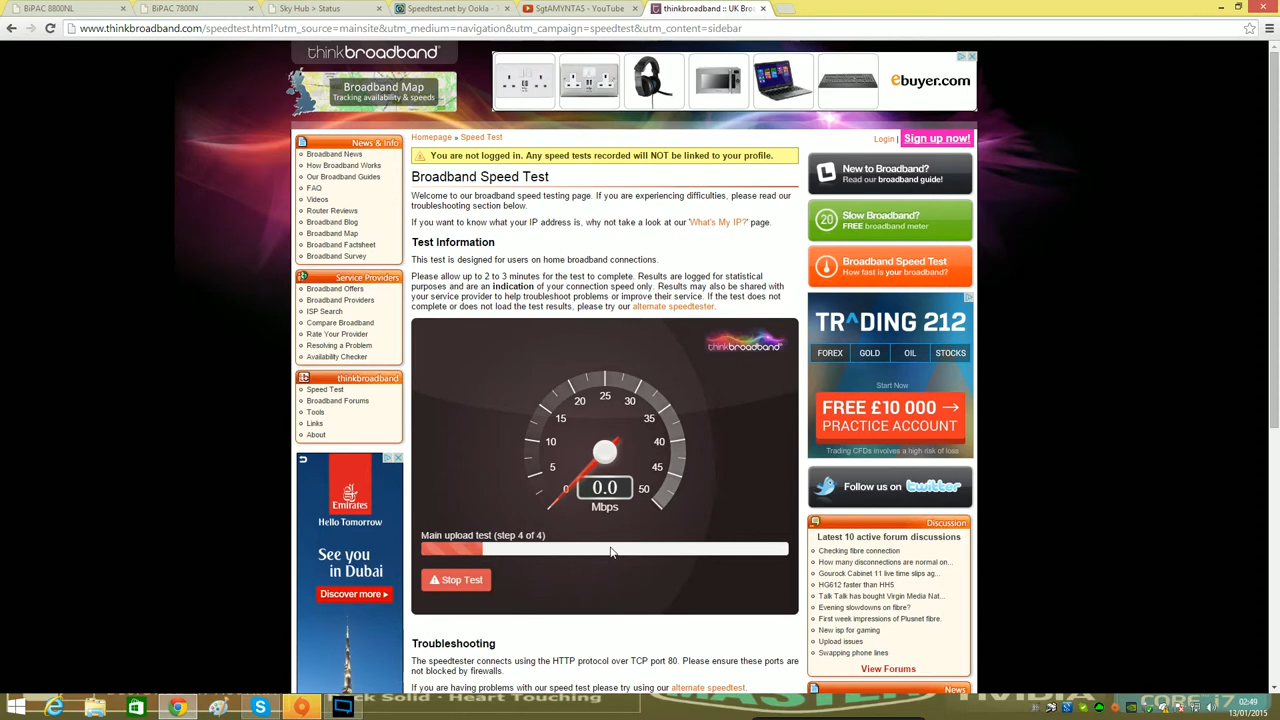 BiPAC 8800NL
BiPAC 7800N
Sky Hub > Status
Speedtest.net by Ookla - T
SgtAMYNTAS - YouTube
thinkbroadband :: UK Bro
www.thinkbroadband.com/speedtest.html?utm_source=mainsite&utm_medium=navigation&utm_campaign=speedtest&utm_content=sidebar
thinkbroadband
Broadband Map
Tracking availability & speeds
ebuyer.com
Homepage » Speed Test
Login | Sign up now!
You are not logged in. Any speed tests recorded will NOT be linked to your profile.
Broadband Speed Test
Welcome to our broadband speed testing page. If you are experiencing difficulties, please read our
troubleshooting section below.
If you want to know what your IP address is, why not take a look at our 'What's My IP?' page.
Test Information
This test is designed for users on home broadband connections.
Please allow up to 2 to 3 minutes for the test to complete. Results are logged for statistical
purposes and are an indication of your connection speed only. Results may also be shared with
your service provider to help troubleshoot problems or improve their service. If the test does not
complete or does not load the test results, please try our alternate speedtester.
News & Info
Broadband News
How Broadband Works
Our Broadband Guides
FAQ
Videos
Router Reviews
Broadband Blog
Broadband Map
Broadband Factsheet
Broadband Survey
Service Providers
Broadband Offers
Broadband Providers
ISP Search
Compare Broadband
Rate Your Provider
Resolving a Problem
Availability Checker
thinkbroadband
Speed Test
Broadband Forums
Tools
Links
About
Emirates
Hello Tomorrow
See you
in Dubai
Discover more
thinkbroadband
0
5
10
15
20
25
30
35
40
45
50
0.0
Mbps
Main upload test (step 4 of 4)
Stop Test
Troubleshooting
The speedtester connects using the HTTP protocol over TCP port 80. Please ensure these ports are
not blocked by firewalls.
If you are having problems with our speed test please try using our alternate speedtest.
New to Broadband?
Read our broadband guide!
20
Slow Broadband?
FREE broadband meter
Broadband Speed Test
How fast is your broadband?
TRADING 212
FOREX
GOLD
OIL
STOCKS
Start Now
FREE £10 000
PRACTICE ACCOUNT
Trading CFDs involves a high risk of loss
Follow us on twitter
Discussion
Latest 10 active forum discussions
Checking fibre connection
How many disconnections are normal on...
Gourock Cabinet 11 live time slips ag...
HG612 faster than HH5
Talk Talk has bought Virgin Media Nat...
Evening slowdowns on fibre?
First week impressions of Plusnet fibre.
New isp for gaming
Upload issues
Swapping phone lines
View Forums
News
Solid - Heart Touching
02:49
13/01/2015